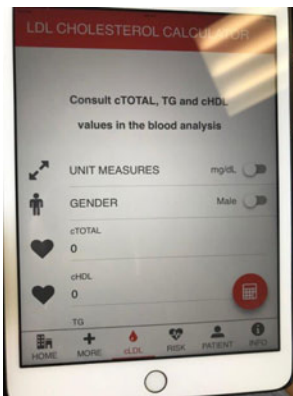 LDL CHOLESTEROL CALCULATOR
Consult cTOTAL, TG and cHDL
values in the blood analysis
UNIT MEASURES mg/dL
GENDER Male
cTOTAL
0
cHDL
0
TG
HOME MORE cLDL RISK PATIENT INFO